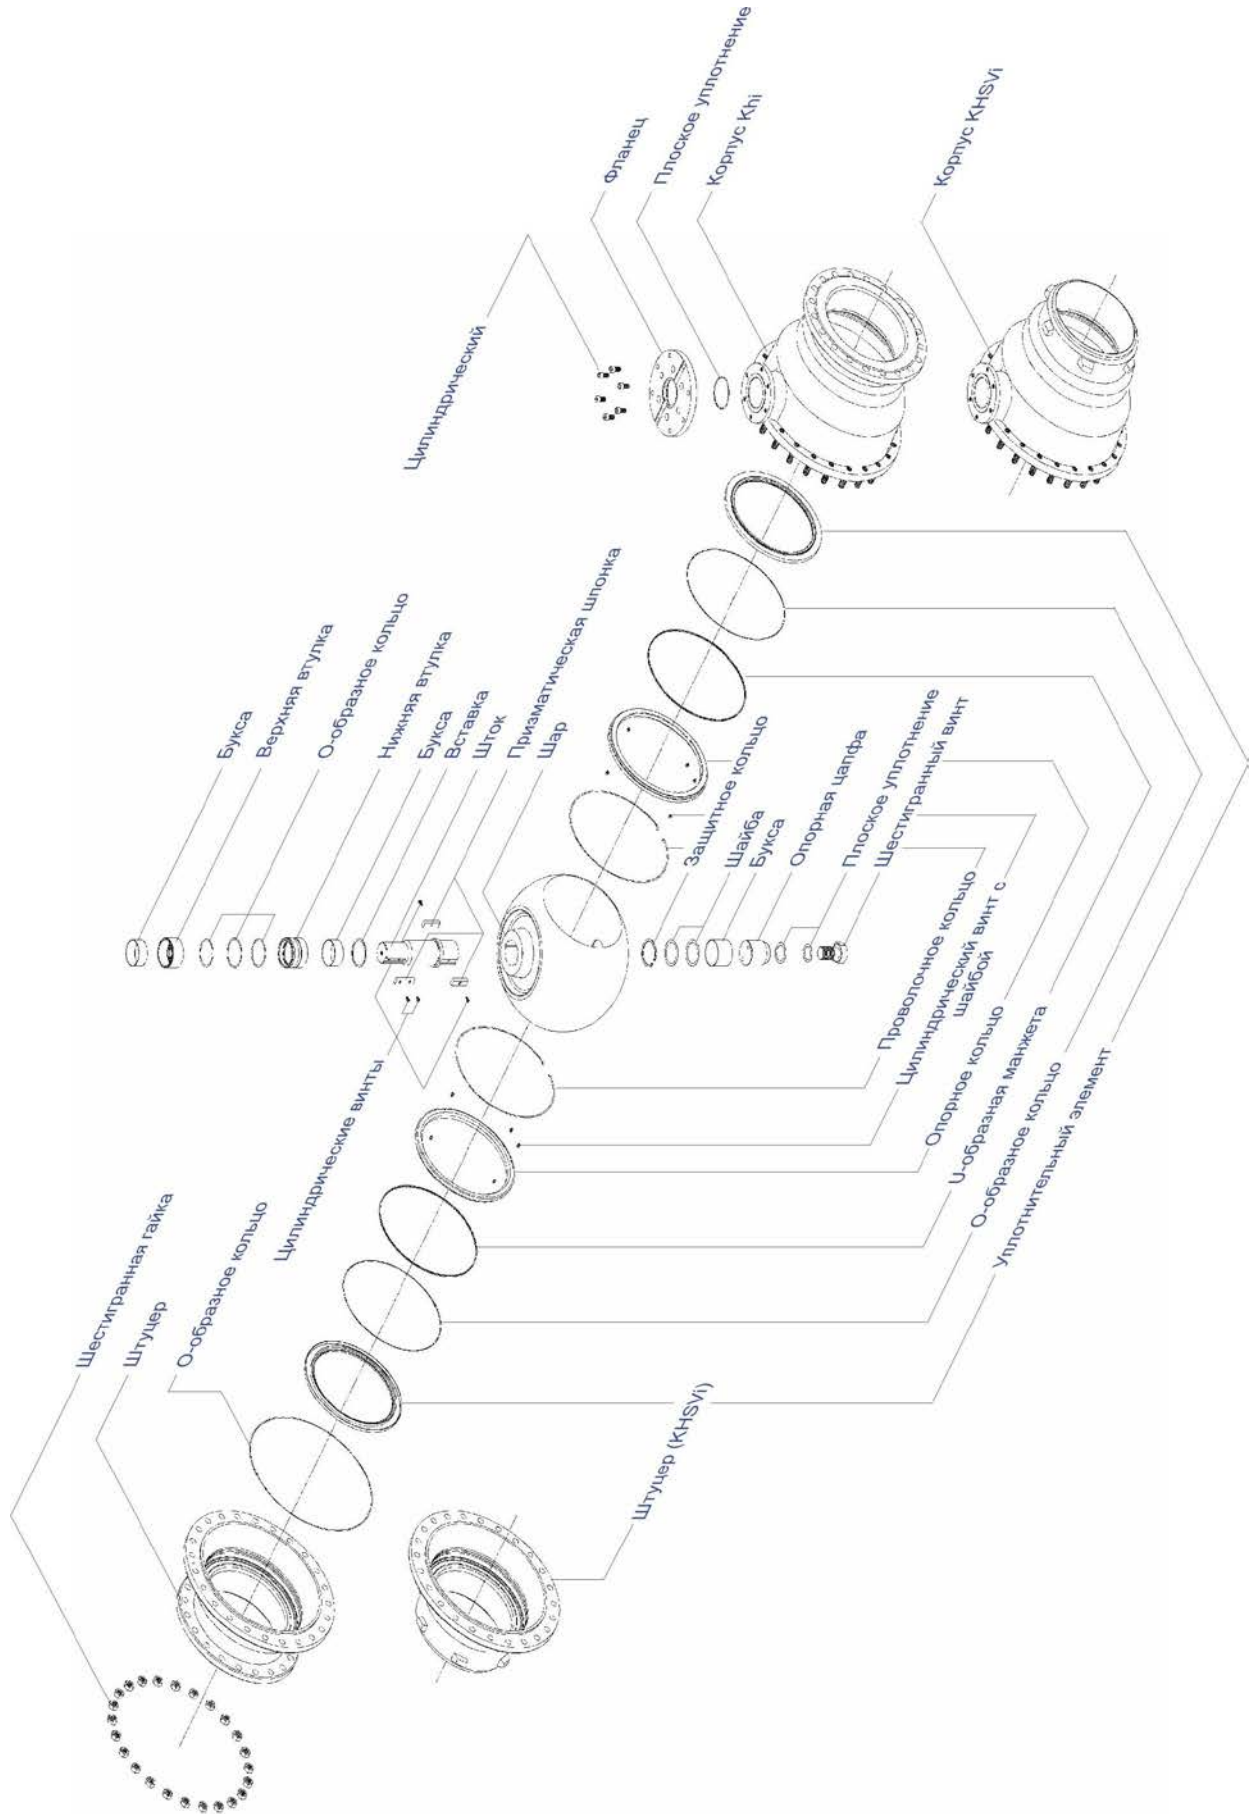 Цилиндрический
Фланец
Плоское уплотнение
Корпус Khi
Корпус KHSVi
Букса
Верхняя втулка
О-образное кольцо
Нижняя втулка
Букса
Вставка
Шток
Призматическая шпонка
Шар
Защитное кольцо
Шайба
Букса
Опорная цапфа
Плоское уплотнение
Шестигранный винт
Цилиндрические винты
Проволочное кольцо
Цилиндрический винт с
шайбой
Опорное кольцо
U-образная манжета
О-образное кольцо
Уплотнительный элемент
Шестигранная гайка
Штуцер
О-образное кольцо
Штуцер (KHSVi)